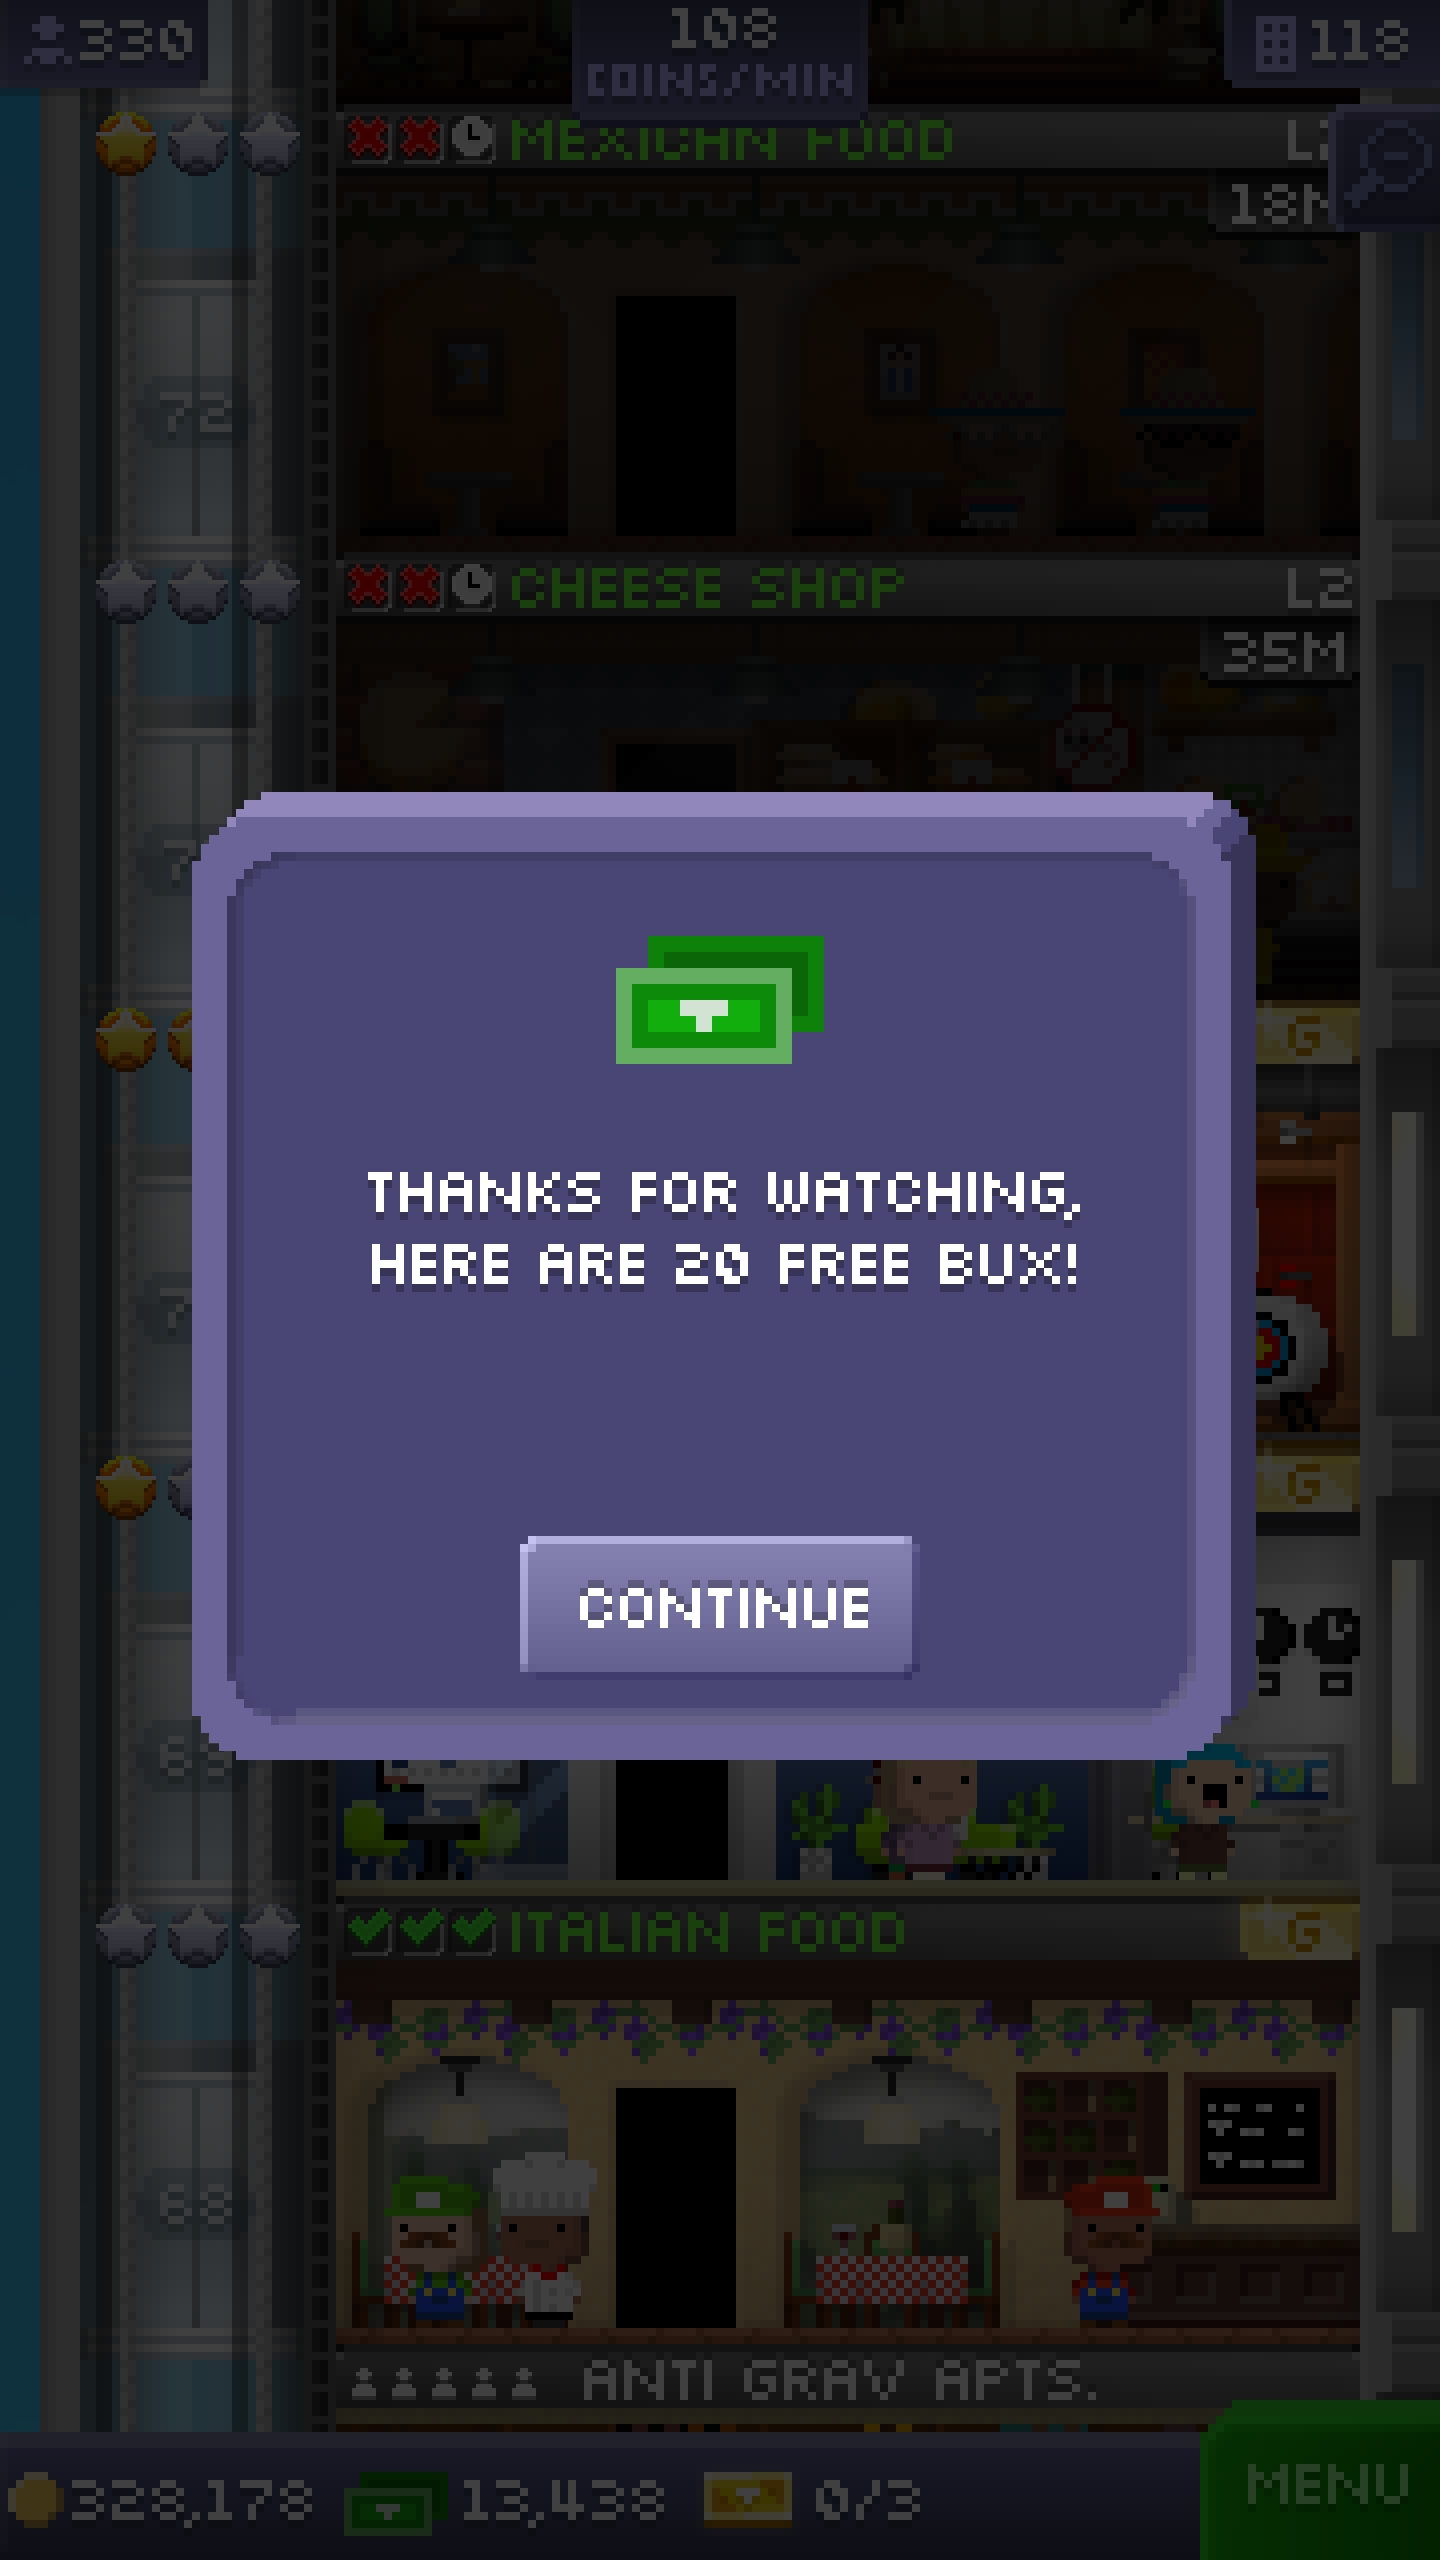 330
108
COINS/MIN
118
MEXICAN FOOD
18M
72
CHEESE SHOP
L2
35M
G
THANKS FOR WATCHING,
HERE ARE 20 FREE BUX!
G
CONTINUE
ITALIAN FOOD
G
68
ANTI GRAV APTS.
328,178
13,438
0/3
MENU